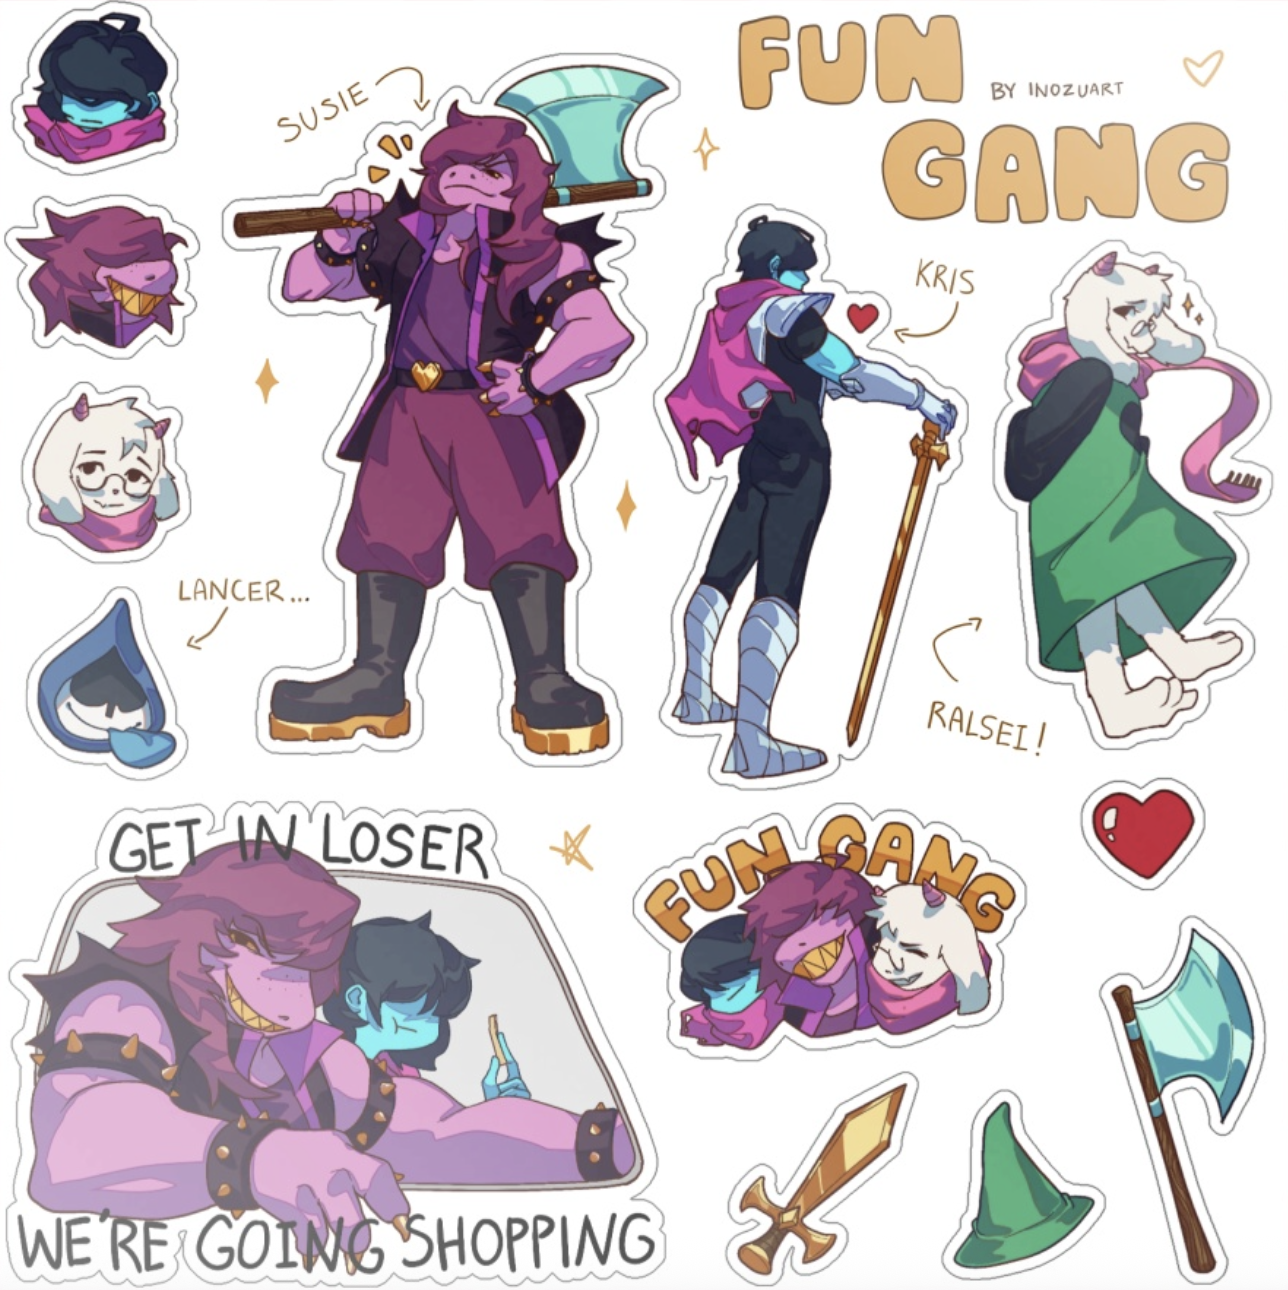 FUN
BY INOZUART
GANG
SUSIE
KRIS
LANCER...
RALSEI!
GET IN LOSER
WE'RE GOING SHOPPING
FUN GANG